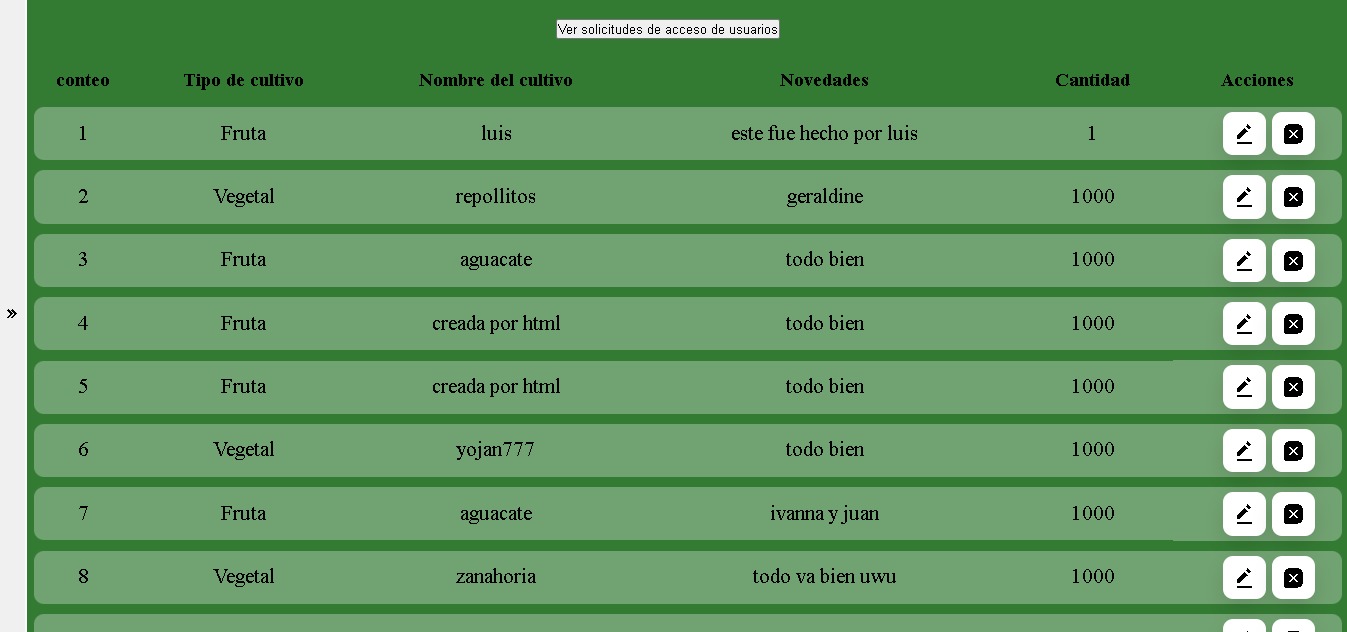 Ver solicitudes de acceso de usuarios
conteo Tipo de cultivo Nombre del cultivo Novedades Cantidad Acciones
1 Fruta luis este fue hecho por luis 1
2 Vegetal repollitos geraldine 1000
3 Fruta aguacate todo bien 1000
»
4 Fruta creada por html todo bien 1000
5 Fruta creada por html todo bien 1000
6 Vegetal yojan777 todo bien 1000
7 Fruta aguacate ivanna y juan 1000
8 Vegetal zanahoria todo va bien uwu 1000